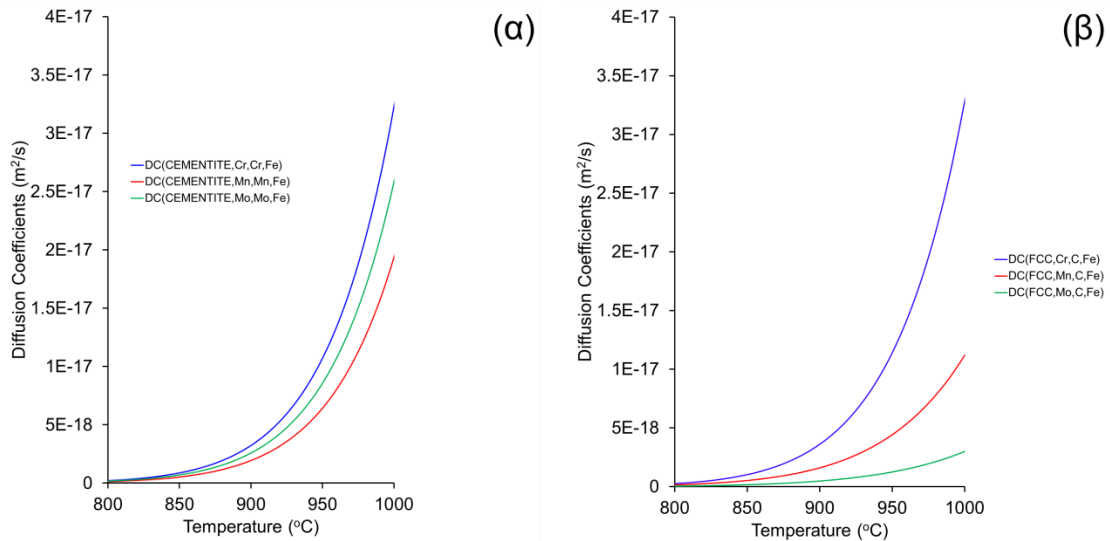 (α)
Diffusion Coefficients (m²/s)
4E-17
3.5E-17
3E-17
2.5E-17
2E-17
1.5E-17
1E-17
5E-18
0
DC(CEMENTITE,Cr,Cr,Fe)
DC(CEMENTITE,Mn,Mn,Fe)
DC(CEMENTITE,Mo,Mo,Fe)
800 850 900 950 1000
Temperature (°C)
(β)
Diffusion Coefficients (m²/s)
4E-17
3.5E-17
3E-17
2.5E-17
2E-17
1.5E-17
1E-17
5E-18
0
DC(FCC,Cr,C,Fe)
DC(FCC,Mn,C,Fe)
DC(FCC,Mo,C,Fe)
800 850 900 950 1000
Temperature (°C)